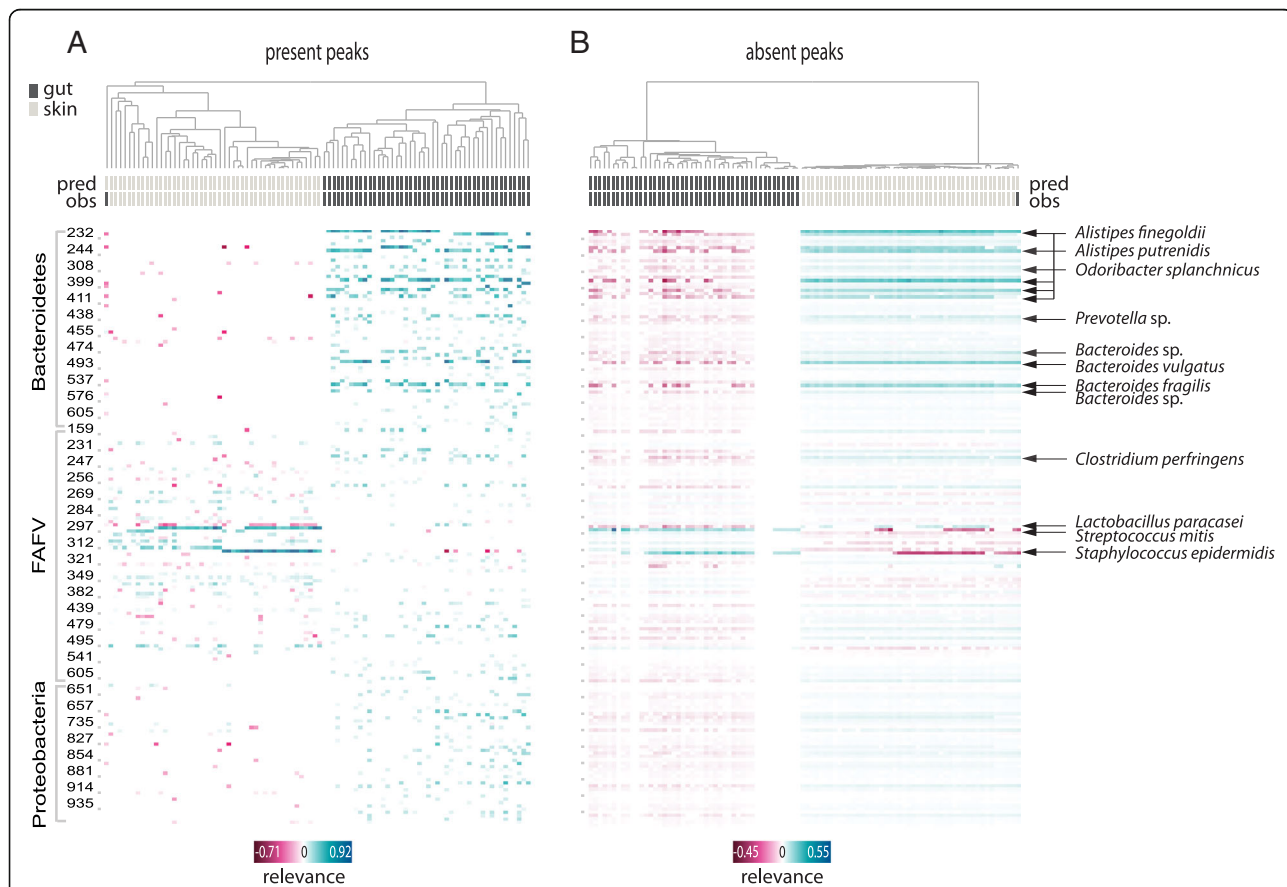 A
present peaks
B
absent peaks
gut
skin
pred
obs
pred
obs
Bacteroidetes
232
244
308
399
411
438
455
474
493
537
576
605
FAFV
159
231
247
256
269
284
297
312
321
349
382
439
479
495
541
605
Proteobacteria
651
657
735
827
854
881
914
935
Alistipes finegoldii
Alistipes putrenidis
Odoribacter splanchnicus
Prevotella sp.
Bacteroides sp.
Bacteroides vulgatus
Bacteroides fragilis
Bacteroides sp.
Clostridium perfringens
Lactobacillus paracasei
Streptococcus mitis
Staphylococcus epidermidis
-0.71 0 0.92
relevance
-0.45 0 0.55
relevance